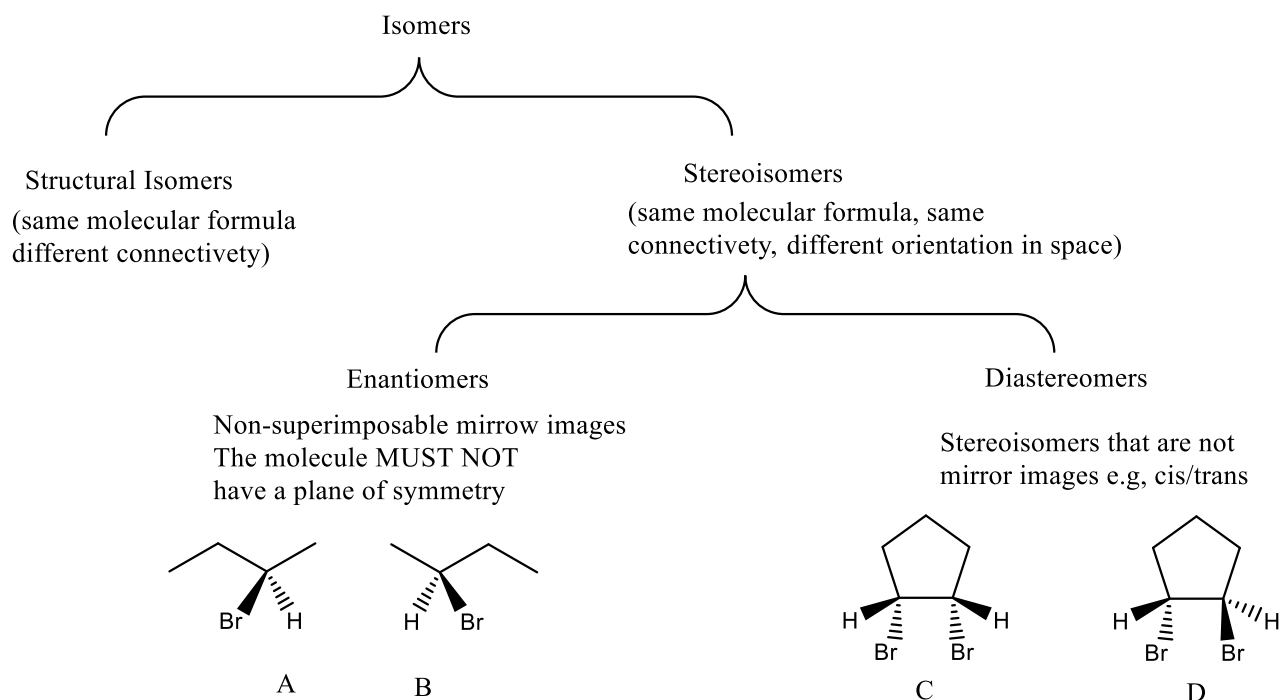 Isomers
Structural Isomers
(same molecular formula
different connectivety)
Stereoisomers
(same molecular formula, same
connectivety, different orientation in space)
Enantiomers
Non-superimposable mirrow images
The molecule MUST NOT
have a plane of symmetry
Diastereomers
Stereoisomers that are not
mirror images e.g, cis/trans
Br H
H Br
H H
Br Br
H H
Br Br
A
B
C
D